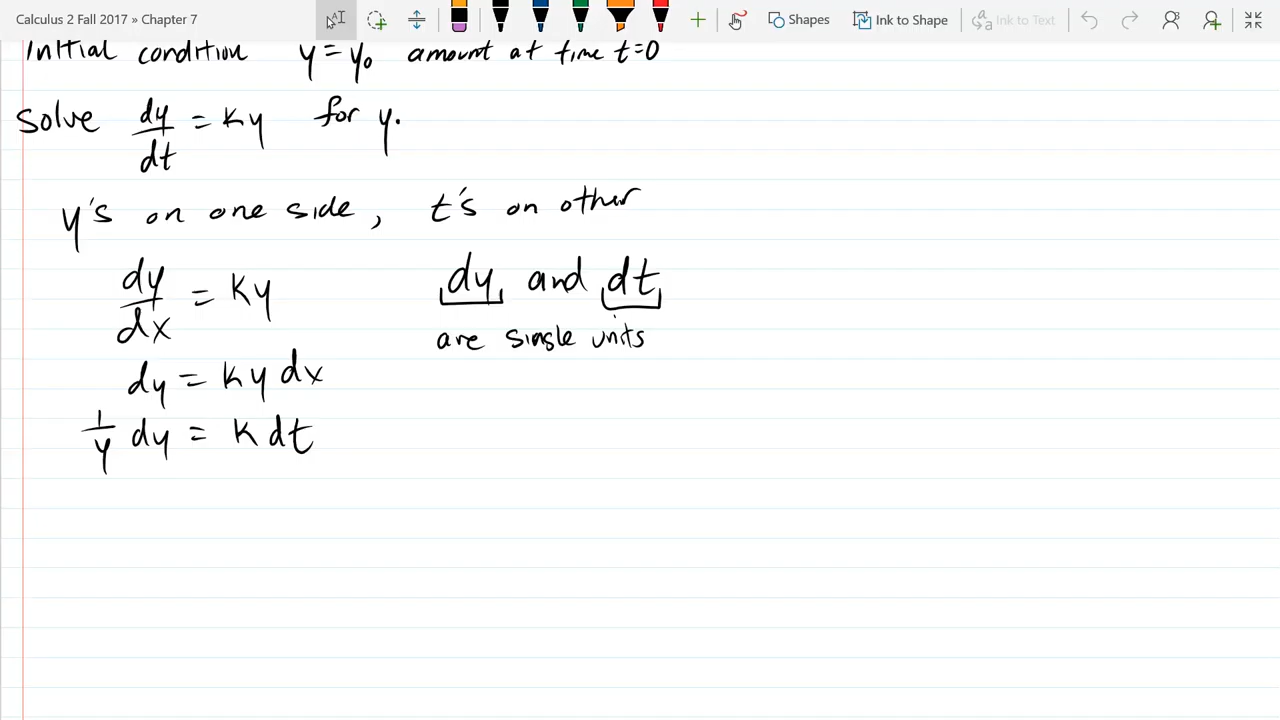 Calculus 2 Fall 2017 » Chapter 7
Shapes
Ink to Shape
Ink to Text
Initial condition y = y₀ amount at time t=0
Solve dy/dt = ky for y.
y's on one side, t's on other
dy/dx = ky
dy and dt
are single units
dy = ky dx
1/y dy = k dt